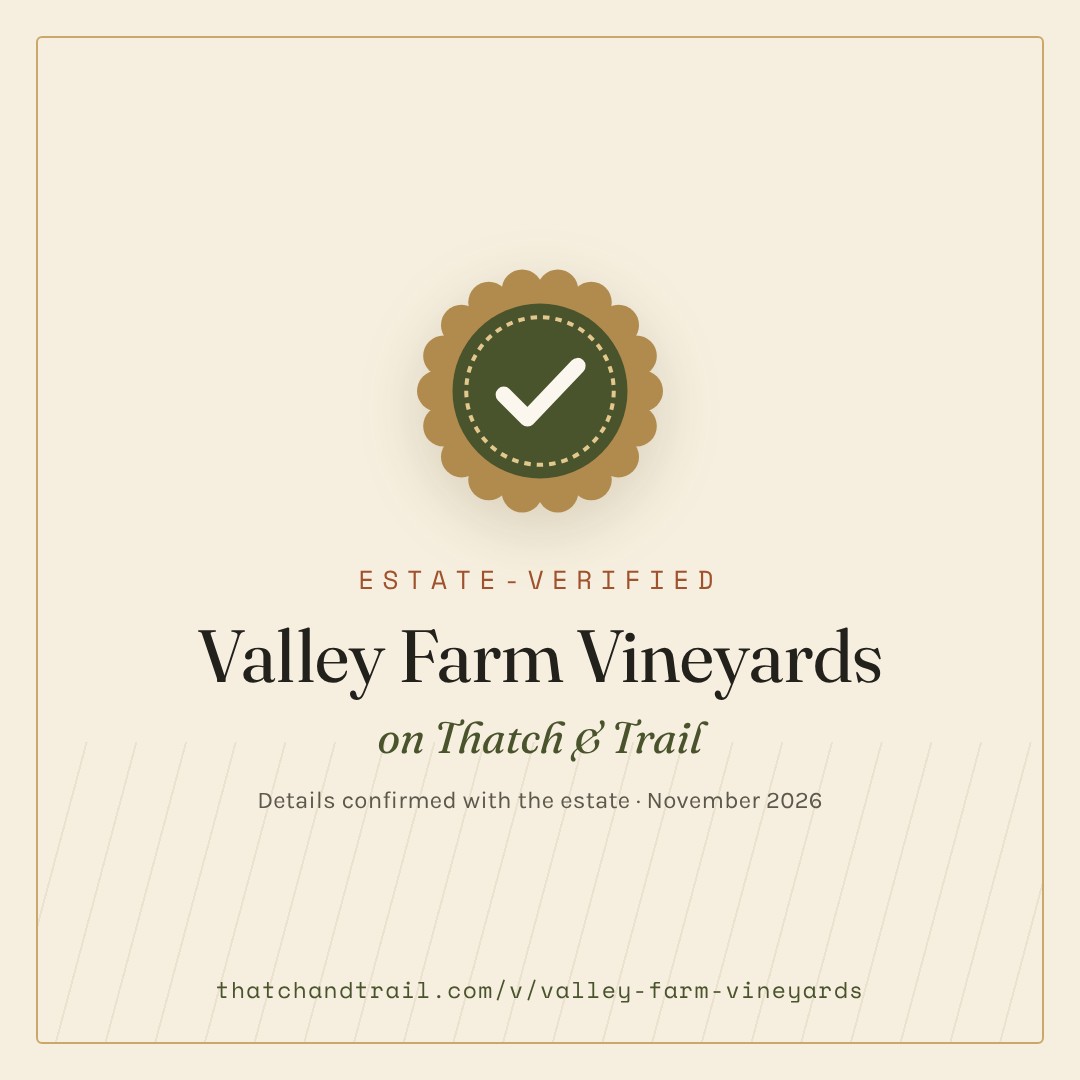 ESTATE-VERIFIED
Valley Farm Vineyards
on Thatch & Trail
Details confirmed with the estate · November 2026
thatchandtrail.com/v/valley-farm-vineyards